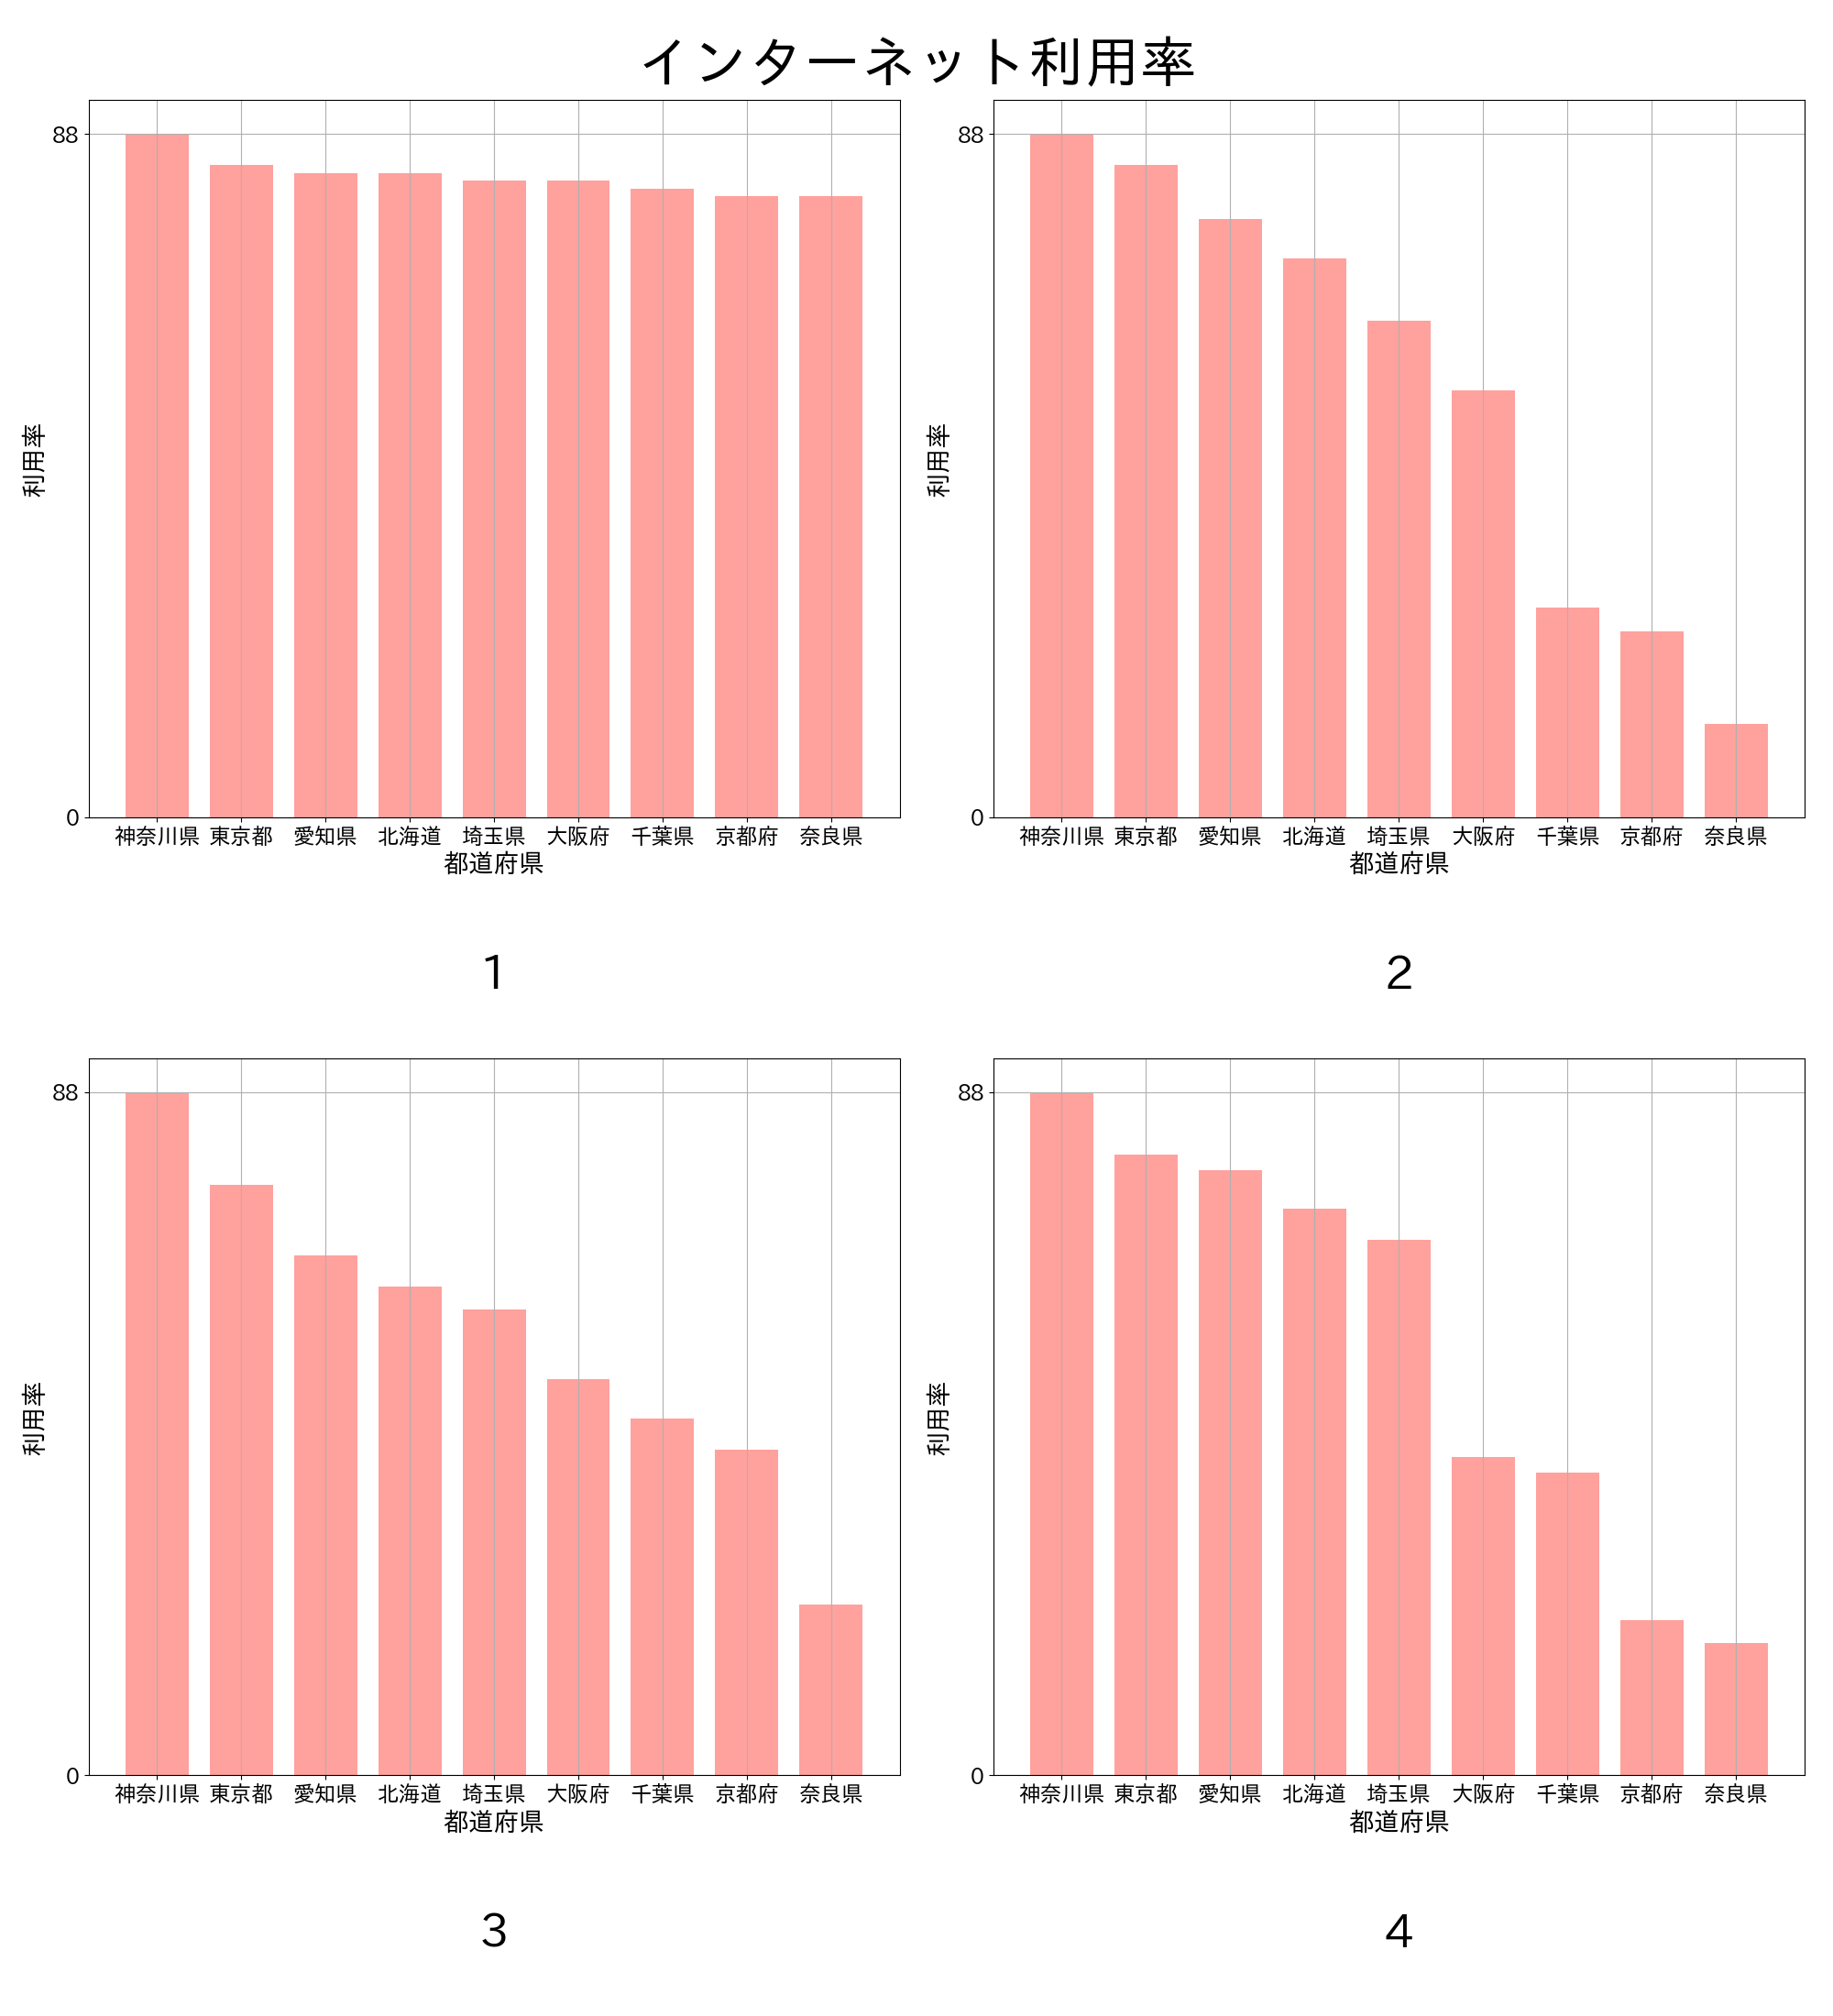 インターネット利用率
88
0
利用率
神奈川県 東京都 愛知県 北海道 埼玉県 大阪府 千葉県 京都府 奈良県
都道府県
1
88
0
利用率
神奈川県 東京都 愛知県 北海道 埼玉県 大阪府 千葉県 京都府 奈良県
都道府県
2
88
0
利用率
神奈川県 東京都 愛知県 北海道 埼玉県 大阪府 千葉県 京都府 奈良県
都道府県
3
88
0
利用率
神奈川県 東京都 愛知県 北海道 埼玉県 大阪府 千葉県 京都府 奈良県
都道府県
4